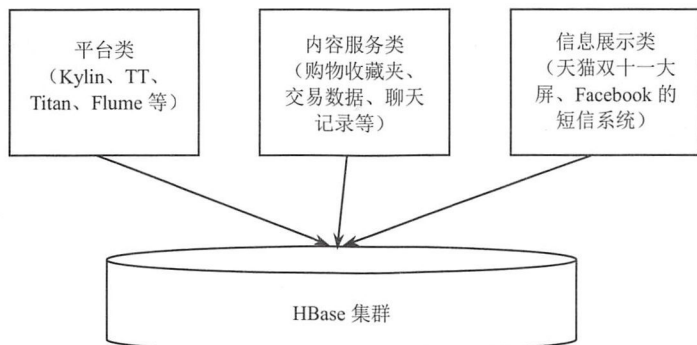 平台类
（Kylin、TT、
Titan、Flume 等）
内容服务类
（购物收藏夹、
交易数据、聊天
记录等）
信息展示类
（天猫双十一大
屏、Facebook 的
短信系统）
HBase 集群